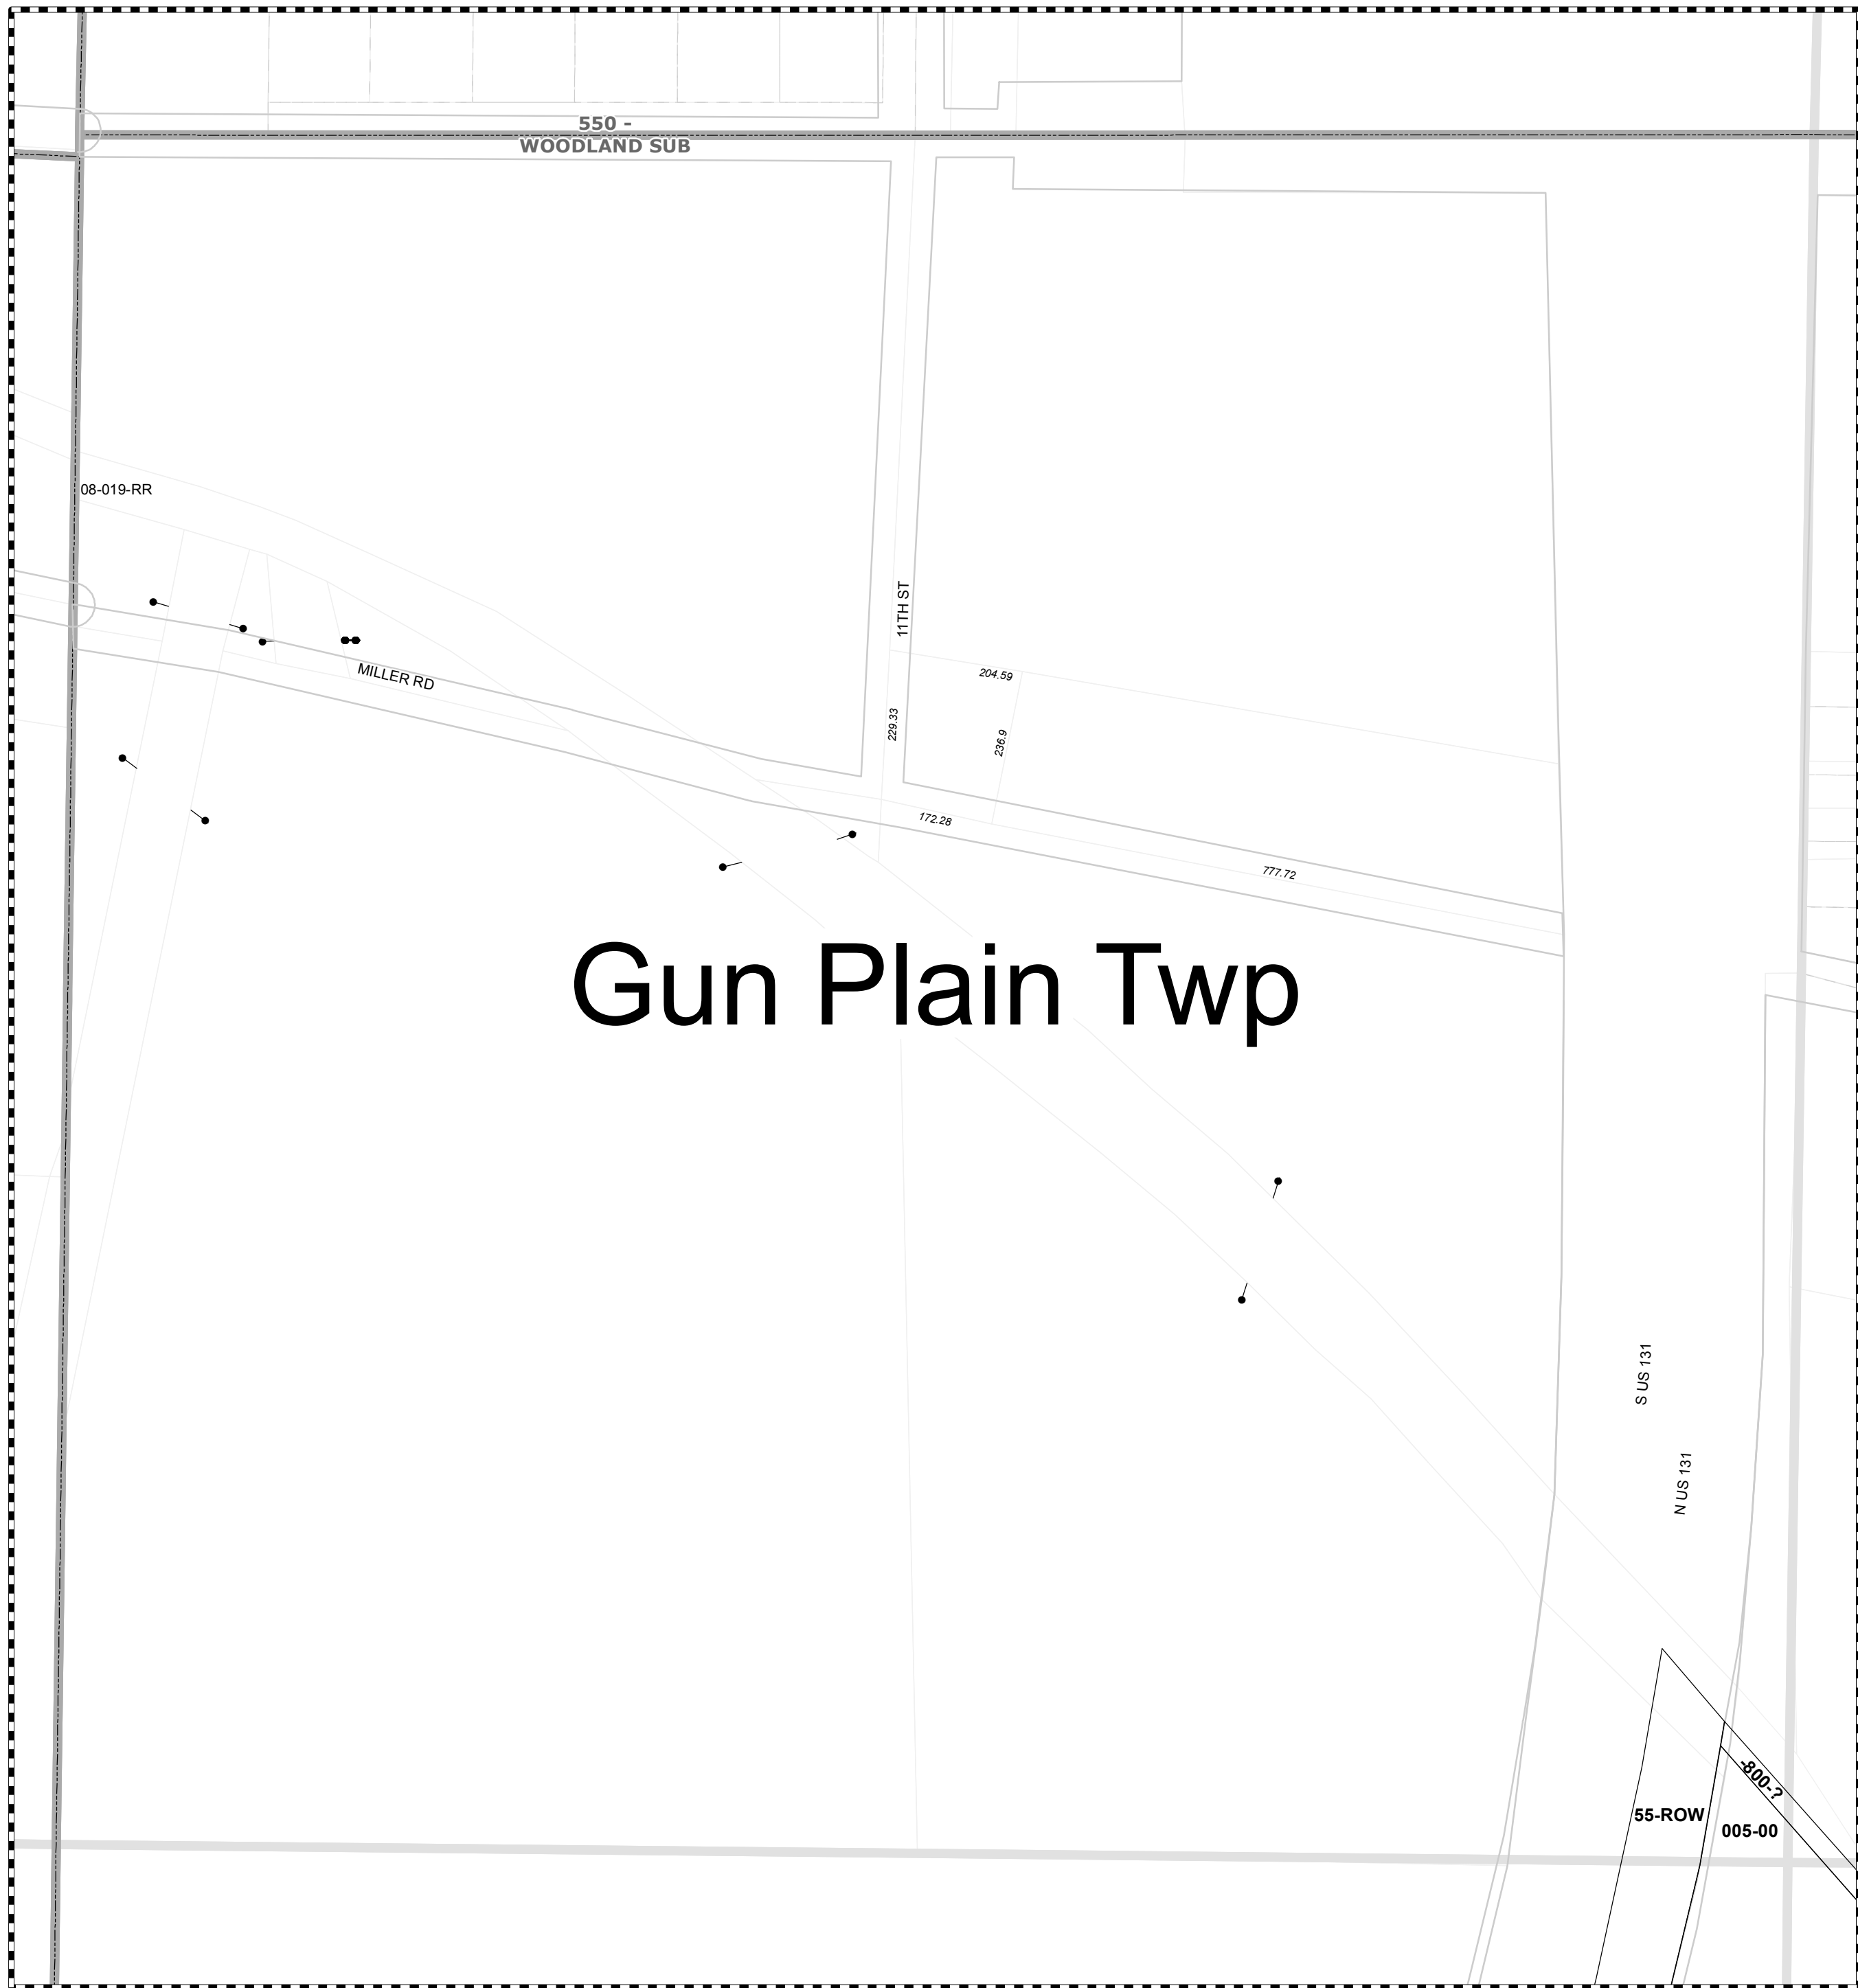 550 -
WOODLAND SUB
08-019-RR
11TH ST
MILLER RD
204.59
229.33
236.9
172.28
777.72
Gun Plain Twp
S US 131
N US 131
-800-?
55-ROW
005-00